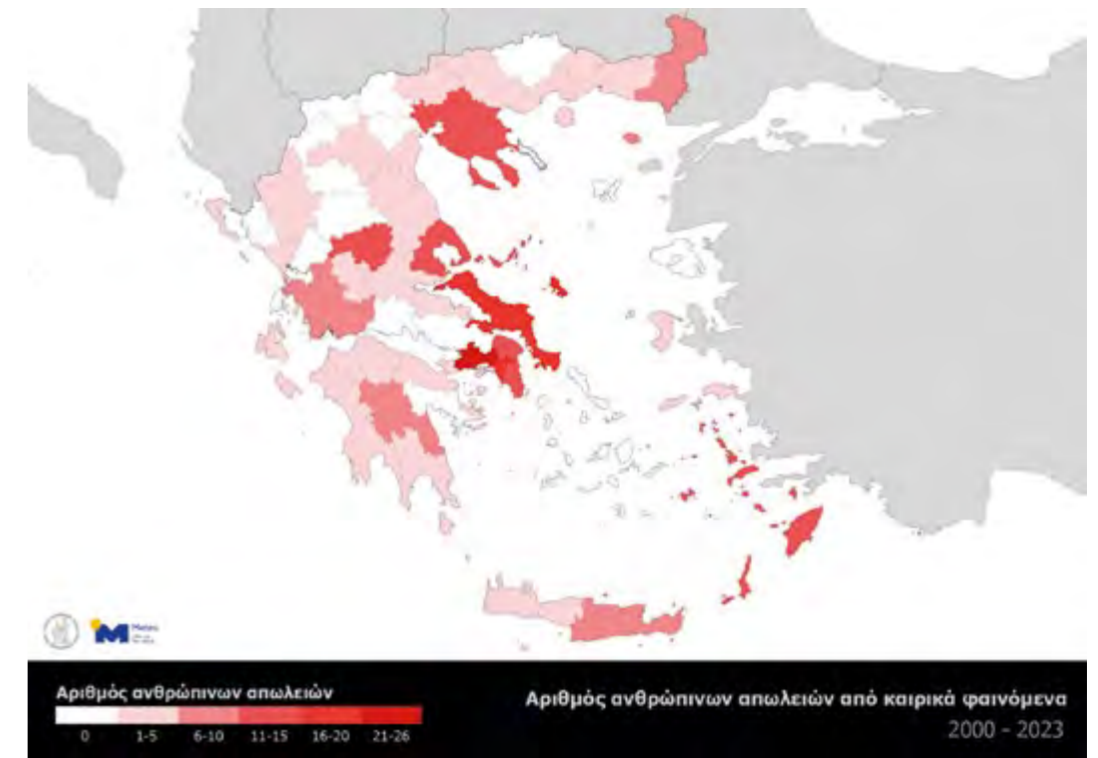 Meteo
Αριθμός ανθρώπινων απωλειών
0 1-5 6-10 11-15 16-20 21-26
Αριθμός ανθρώπινων απωλειών από καιρικά φαινόμενα
2000 - 2023